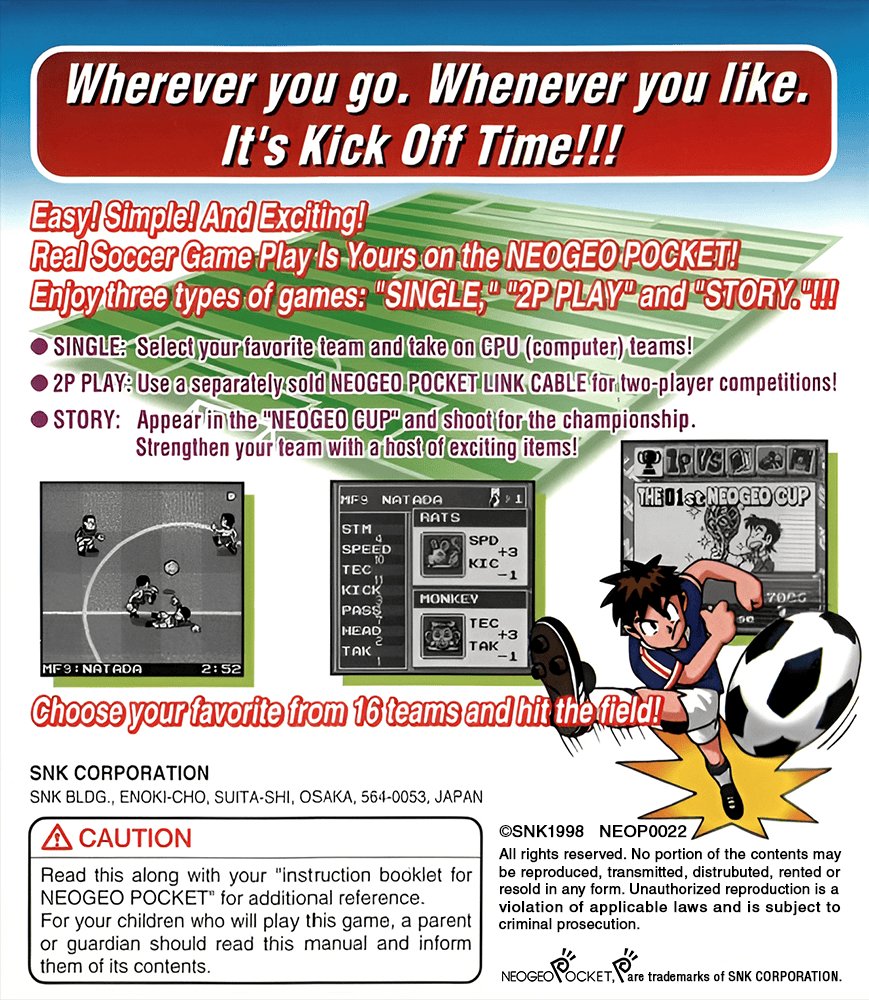 Wherever you go. Whenever you like.
It's Kick Off Time!!!
Easy! Simple! And Exciting!
Real Soccer Game Play Is Yours on the NEOGEO POCKET!
Enjoy three types of games: "SINGLE," "2P PLAY" and "STORY."!!!
● SINGLE: Select your favorite team and take on CPU (computer) teams!
● 2P PLAY: Use a separately sold NEOGEO POCKET LINK CABLE for two-player competitions!
● STORY: Appear in the "NEOGEO CUP" and shoot for the championship.
Strengthen your team with a host of exciting items!
MF9:NATADA 2:52
MF9 NATADA 1
STM 4
SPEED 10
TEC 11
KICK 3
PASS
HEAD 2
TAK 1
RATS
SPD
+3
KIC
-1
MONKEY
TEC
+3
TAK
-1
1P VS
THE 01st NEOGEO CUP
Choose your favorite from 16 teams and hit the field!
SNK CORPORATION
SNK BLDG., ENOKI-CHO, SUITA-SHI, OSAKA, 564-0053, JAPAN
CAUTION
Read this along with your "instruction booklet for
NEOGEO POCKET" for additional reference.
For your children who will play this game, a parent
or guardian should read this manual and inform
them of its contents.
©SNK1998 NEOP0022
All rights reserved. No portion of the contents may
be reproduced, transmitted, distrubuted, rented or
resold in any form. Unauthorized reproduction is a
violation of applicable laws and is subject to
criminal prosecution.
NEOGEO POCKET, P are trademarks of SNK CORPORATION.